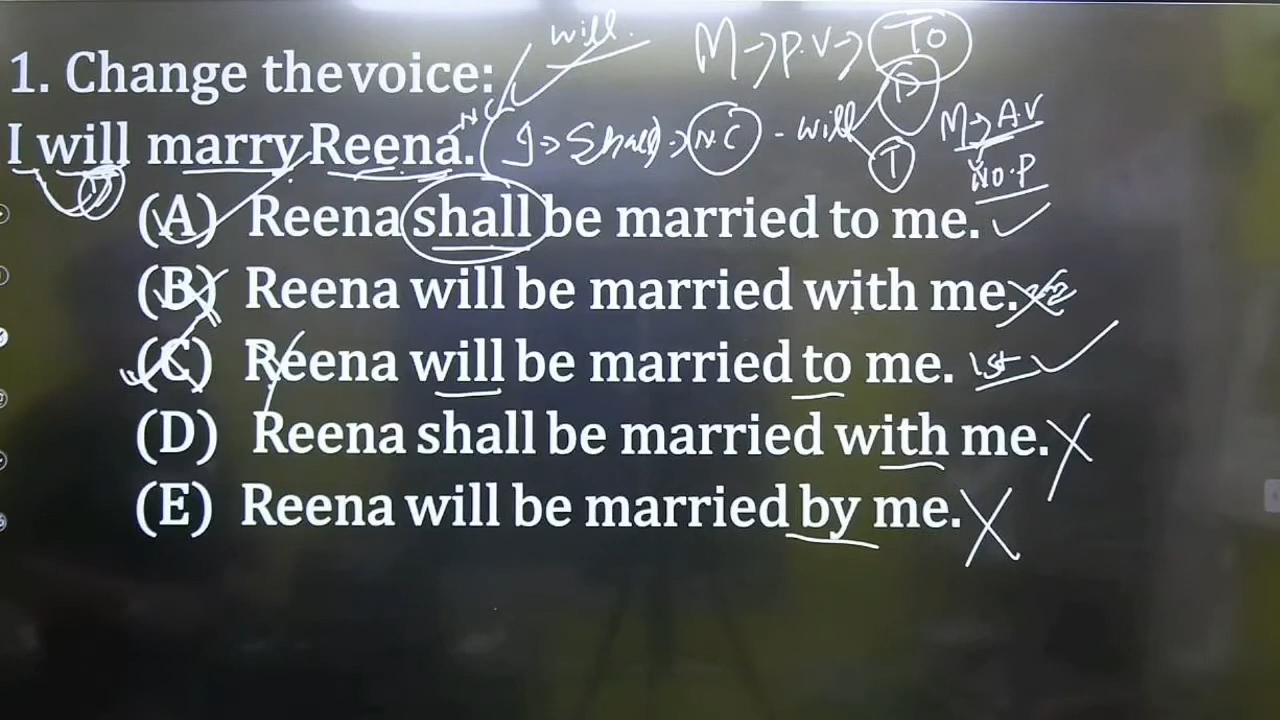 will.
M->P.V->To
1. Change the voice:
N.C
I will marry Reena.
I => Shall => N.C - will
D
T
M-> A.V
No.P
(A) Reena shall be married to me.
(B) Reena will be married with me.
(C) Reena will be married to me. 1st
(D) Reena shall be married with me.
(E) Reena will be married by me.